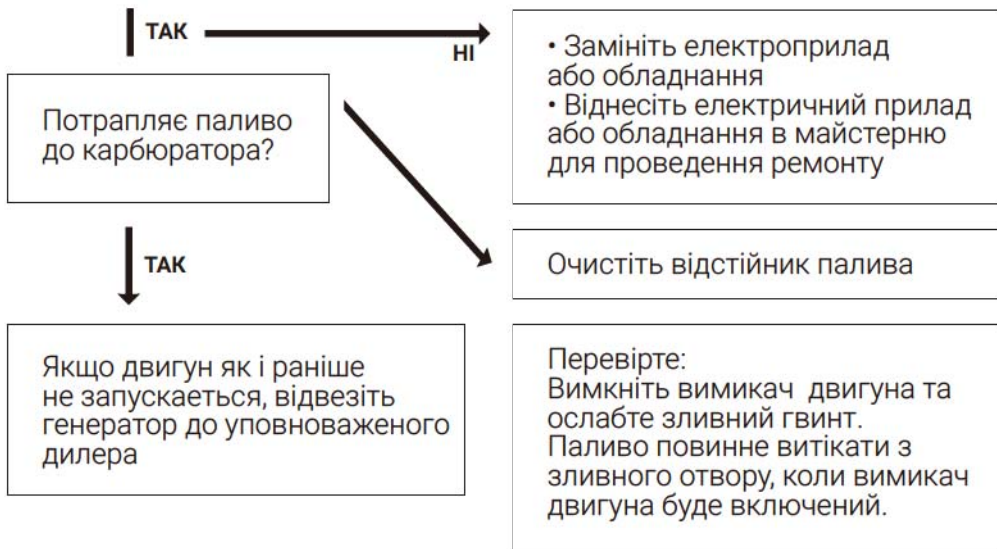 ТАК
НІ
• Замініть електроприлад
або обладнання
• Віднесіть електричний прилад
або обладнання в майстерню
для проведення ремонту
Потрапляє паливо
до карбюратора?
ТАК
Очистіть відстійник палива
Якщо двигун як і раніше
не запускаеться, відвезіть
генератор до уповноваженого
дилера
Перевірте:
Вимкніть вимикач двигуна та
ослабте зливний гвинт.
Паливо повинне витікати з
зливного отвору, коли вимикач
двигуна буде включений.